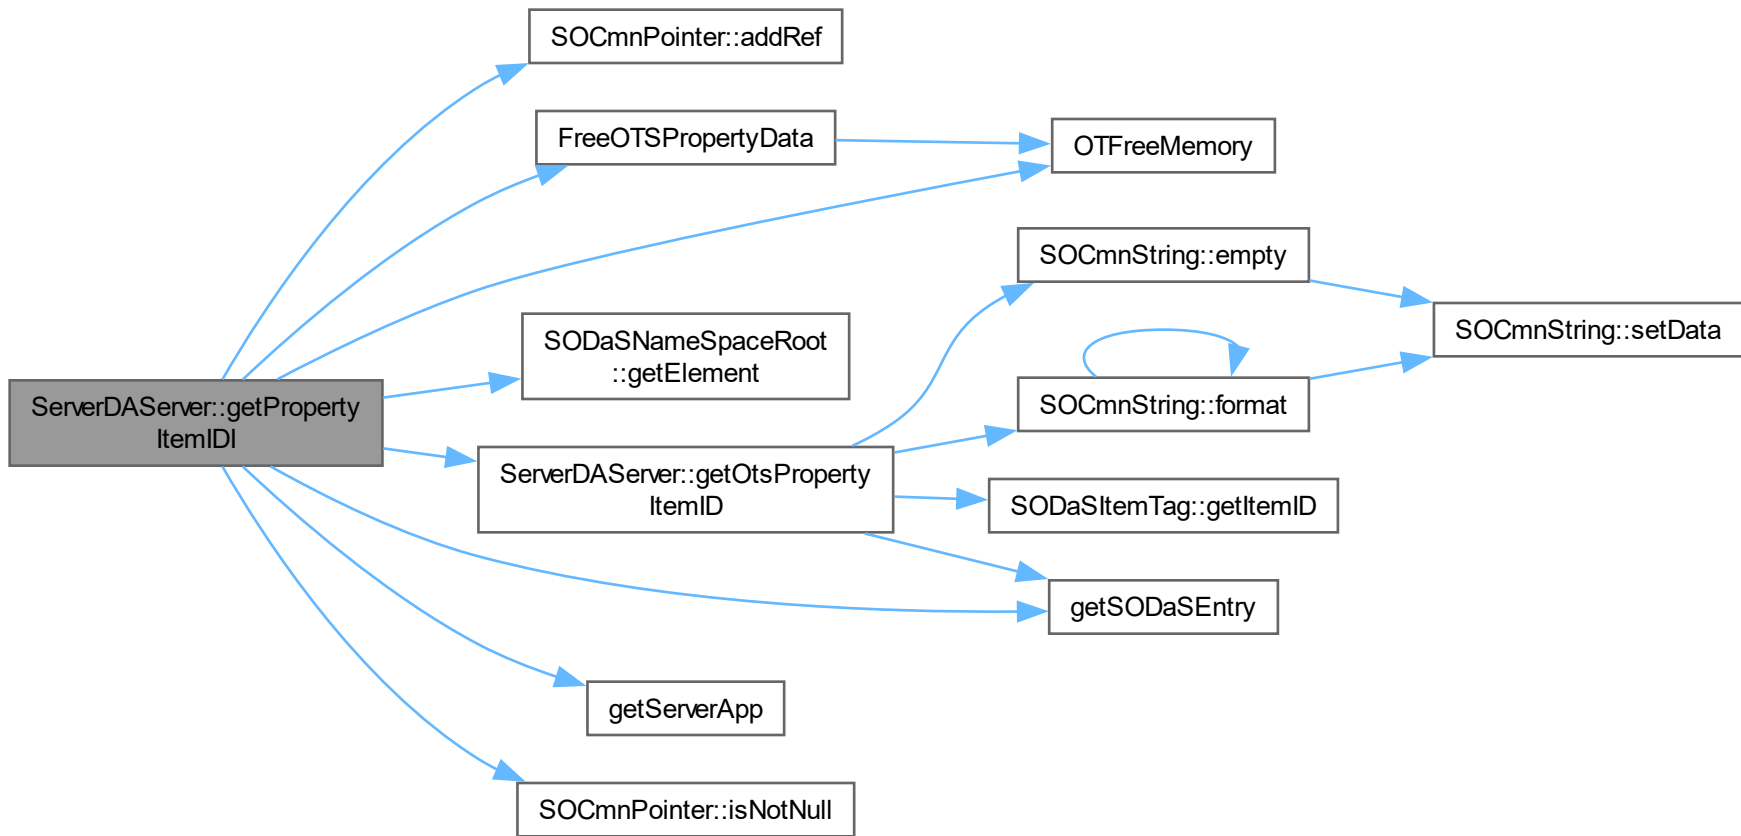 SOCmnPointer::addRef
FreeOTSPropertyData
OTFreeMemory
SOCmnString::empty
SODaSNameSpaceRoot
::getElement
SOCmnString::setData
ServerDAServer::getProperty
ItemIDI
SOCmnString::format
ServerDAServer::getOtsProperty
ItemID
SODaSItemTag::getItemID
getSODaSEntry
getServerApp
SOCmnPointer::isNotNull